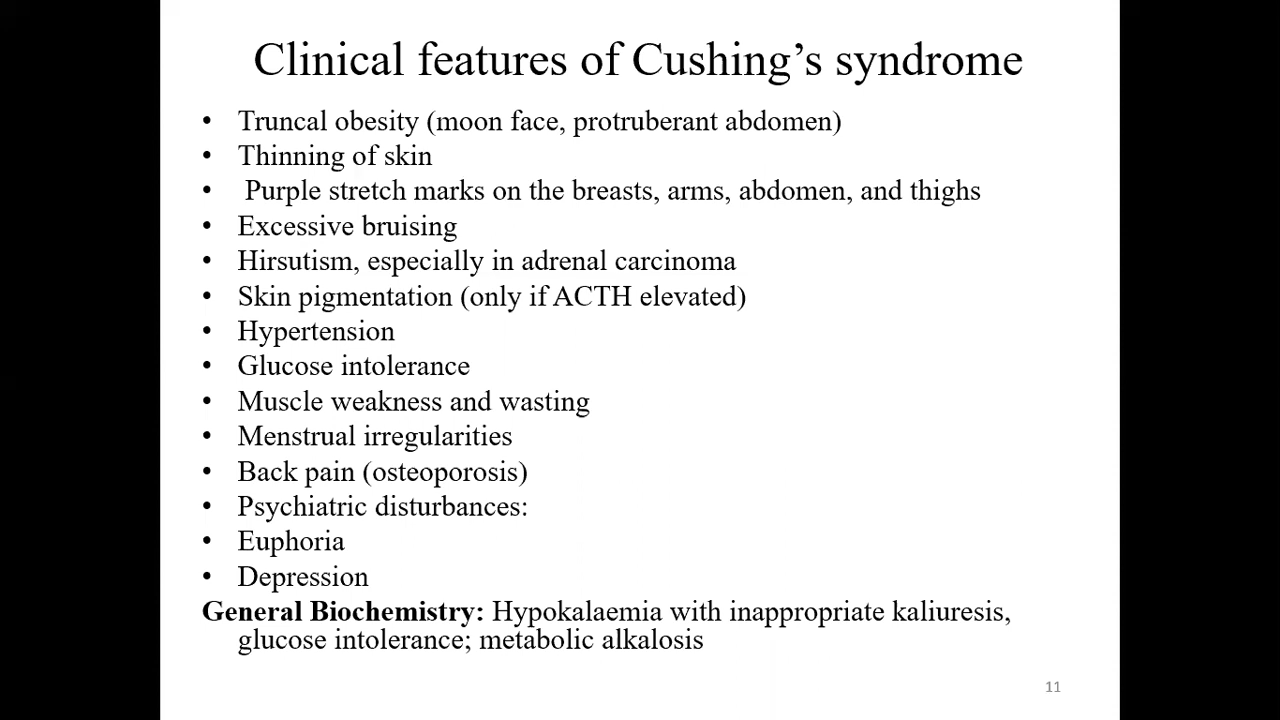 Clinical features of Cushing’s syndrome
• Truncal obesity (moon face, protruberant abdomen)
• Thinning of skin
• Purple stretch marks on the breasts, arms, abdomen, and thighs
• Excessive bruising
• Hirsutism, especially in adrenal carcinoma
• Skin pigmentation (only if ACTH elevated)
• Hypertension
• Glucose intolerance
• Muscle weakness and wasting
• Menstrual irregularities
• Back pain (osteoporosis)
• Psychiatric disturbances:
• Euphoria
• Depression
General Biochemistry: Hypokalaemia with inappropriate kaliuresis,
glucose intolerance; metabolic alkalosis
11